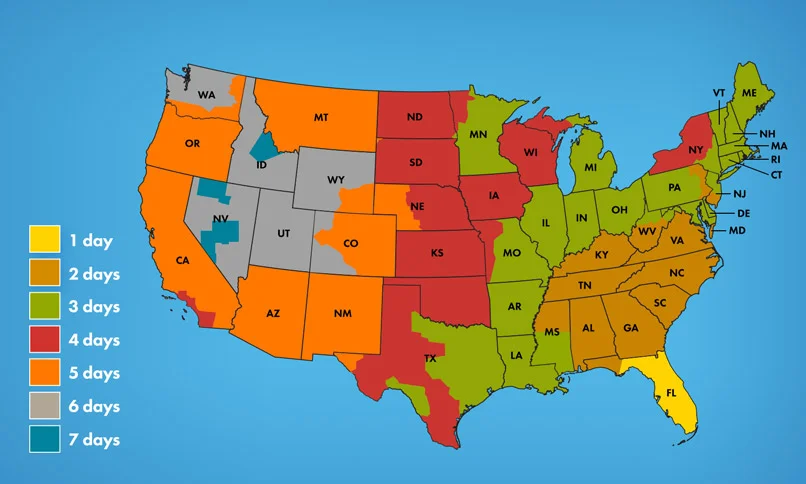 WA
MT
ND
MN
VT
ME
OR
ID
SD
WI
NY
NH
MA
RI
CT
WY
NE
IA
MI
PA
NJ
NV
UT
CO
KS
MO
IL
IN
OH
WV
VA
DE
MD
CA
AZ
NM
TX
AR
KY
TN
NC
SC
LA
MS
AL
GA
FL
1 day
2 days
3 days
4 days
5 days
6 days
7 days